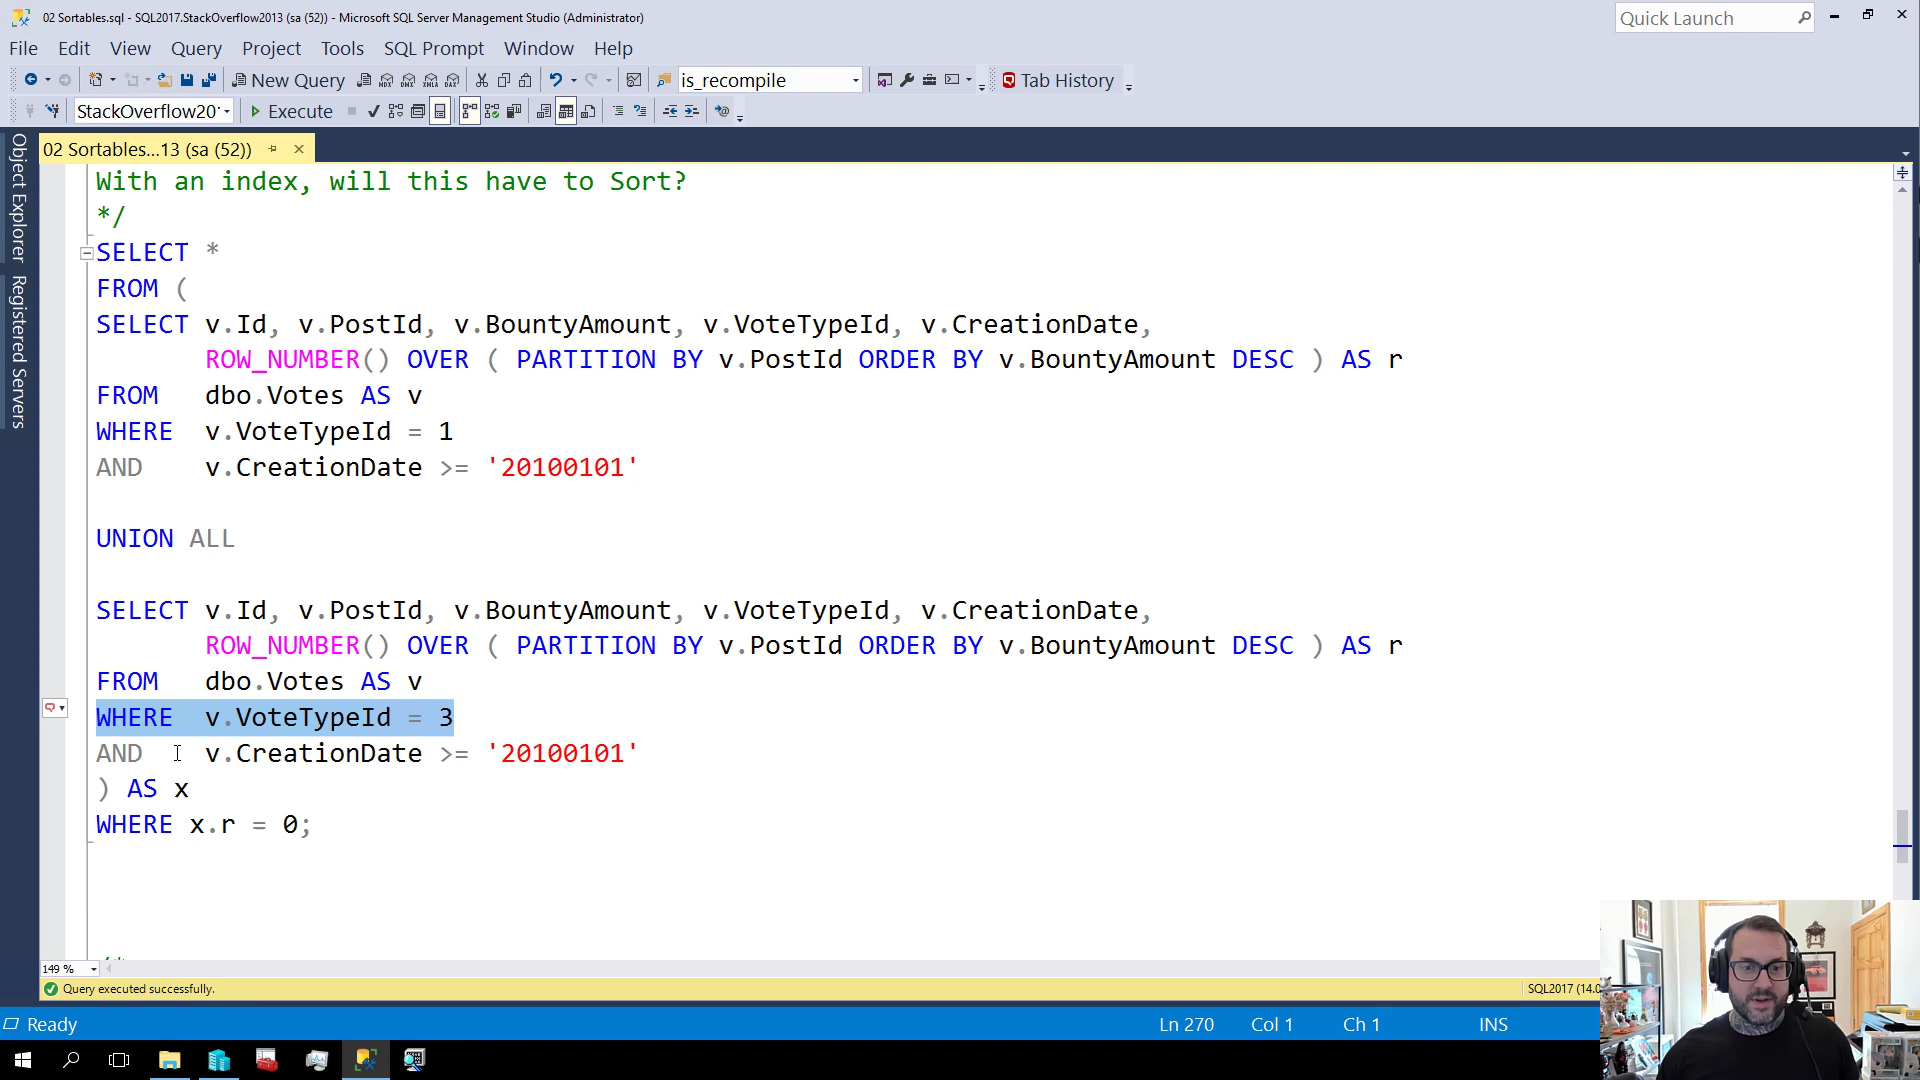 02 Sortables.sql - SQL2017.StackOverflow2013 (sa (52)) - Microsoft SQL Server Management Studio (Administrator)
Quick Launch
File Edit View Query Project Tools SQL Prompt Window Help
New Query
is_recompile
Tab History
StackOverflow20
Execute
02 Sortables...13 (sa (52))
Object Explorer
Registered Servers
With an index, will this have to Sort?
*/
SELECT *
FROM (
SELECT v.Id, v.PostId, v.BountyAmount, v.VoteTypeId, v.CreationDate,
ROW_NUMBER() OVER ( PARTITION BY v.PostId ORDER BY v.BountyAmount DESC ) AS r
FROM dbo.Votes AS v
WHERE v.VoteTypeId = 1
AND v.CreationDate >= '20100101'
UNION ALL
SELECT v.Id, v.PostId, v.BountyAmount, v.VoteTypeId, v.CreationDate,
ROW_NUMBER() OVER ( PARTITION BY v.PostId ORDER BY v.BountyAmount DESC ) AS r
FROM dbo.Votes AS v
WHERE v.VoteTypeId = 3
AND v.CreationDate >= '20100101'
) AS x
WHERE x.r = 0;
149 %
Query executed successfully.
SQL2017 (14.0
Ready
Ln 270
Col 1
Ch 1
INS